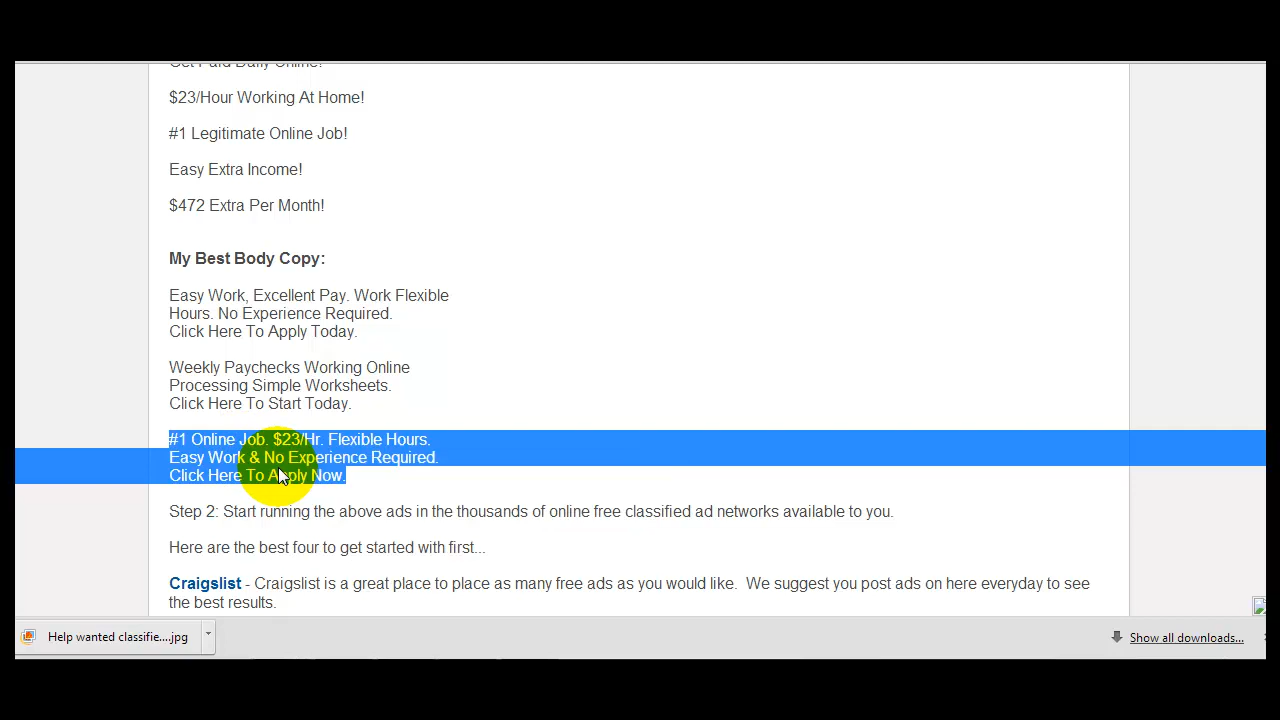 Get Paid Daily Online!
$23/Hour Working At Home!
#1 Legitimate Online Job!
Easy Extra Income!
$472 Extra Per Month!
My Best Body Copy:
Easy Work, Excellent Pay. Work Flexible
Hours. No Experience Required.
Click Here To Apply Today.
Weekly Paychecks Working Online
Processing Simple Worksheets.
Click Here To Start Today.
#1 Online Job. $23/Hr. Flexible Hours.
Easy Work & No Experience Required.
Click Here To Apply Now.
Step 2: Start running the above ads in the thousands of online free classified ad networks available to you.
Here are the best four to get started with first...
Craigslist - Craigslist is a great place to place as many free ads as you would like.  We suggest you post ads on here everyday to see
the best results.
Help wanted classifie....jpg
Show all downloads...